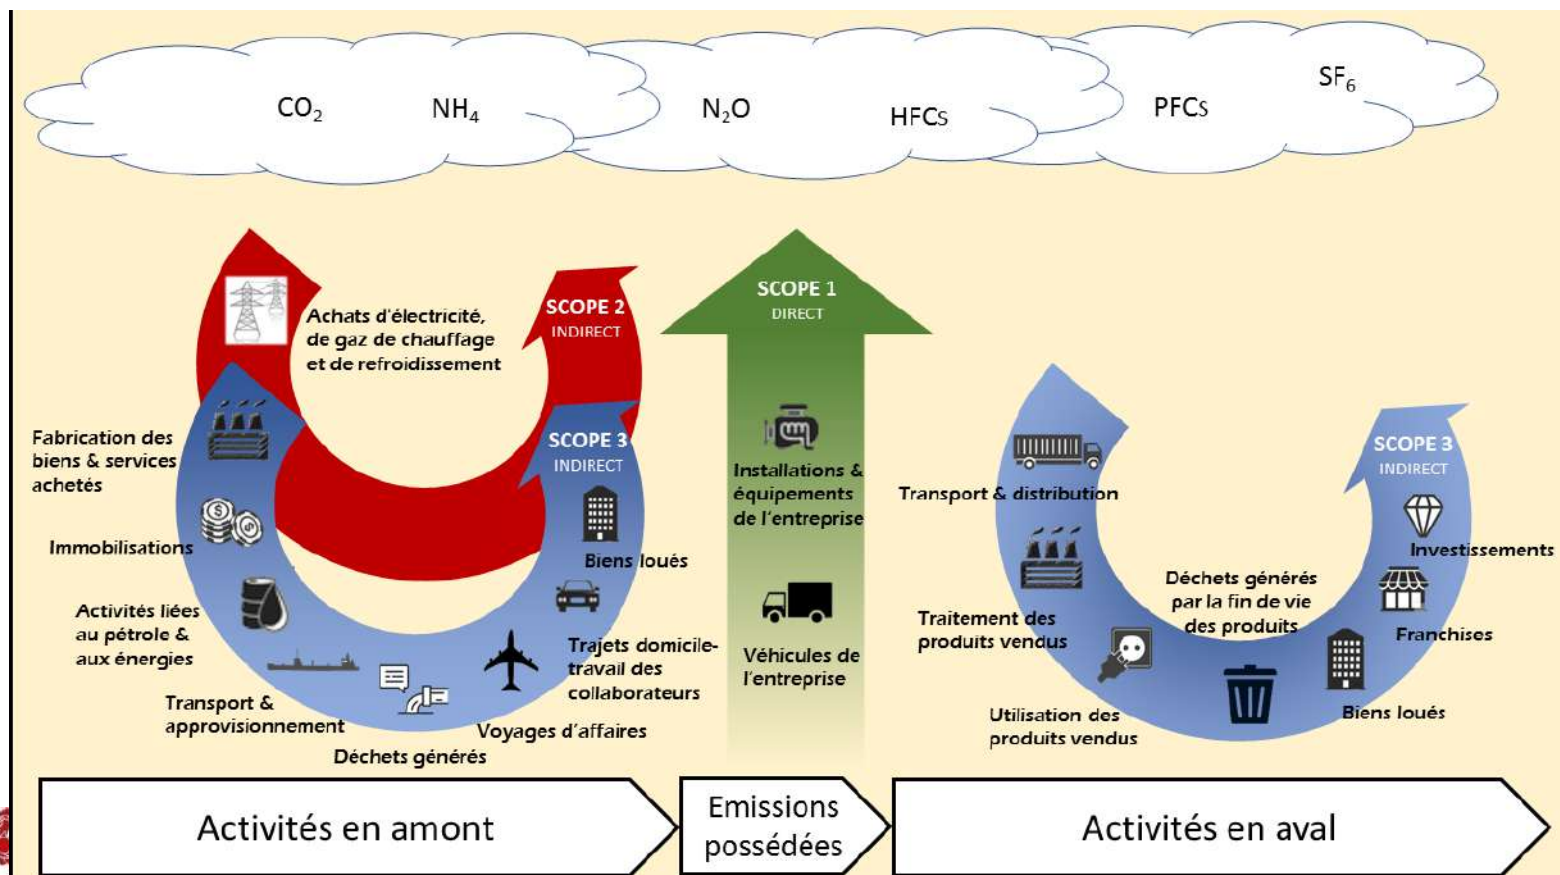 CO₂
NH₄
N₂O
HFCs
PFCs
SF₆
Achats d'électricité,
de gaz de chauffage
et de refroidissement
SCOPE 2
INDIRECT
SCOPE 1
DIRECT
Fabrication des
biens & services
achetés
Immobilisations
Activités liées
au pétrole &
aux énergies
Transport &
approvisionnement
Déchets générés
Voyages d'affaires
Trajets domicile-
travail des
collaborateurs
Biens loués
SCOPE 3
INDIRECT
Installations &
équipements
de l'entreprise
Véhicules de
l'entreprise
Transport & distribution
Traitement des
produits vendus
Utilisation des
produits vendus
Déchets générés
par la fin de vie
des produits
Biens loués
Franchises
Investissements
SCOPE 3
INDIRECT
Activités en amont
Emissions
possédées
Activités en aval